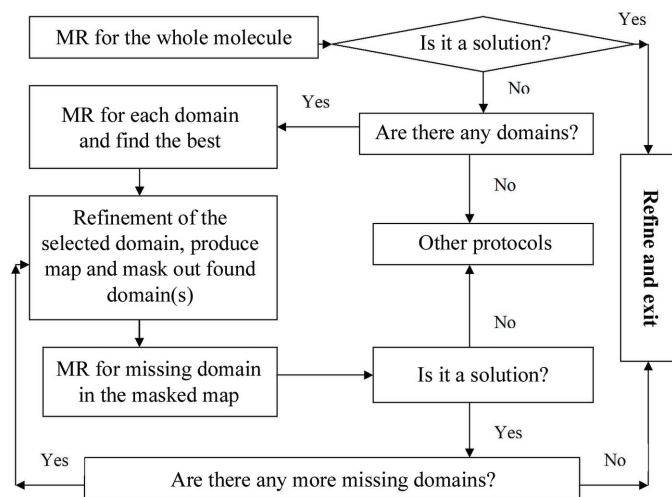 MR for the whole molecule
Is it a solution?
Yes
No
Yes
MR for each domain
and find the best
Are there any domains?
No
Refinement of the
selected domain, produce
map and mask out found
domain(s)
Other protocols
Refine and exit
No
MR for missing domain
in the masked map
Is it a solution?
Yes
Yes
Are there any more missing domains?
No